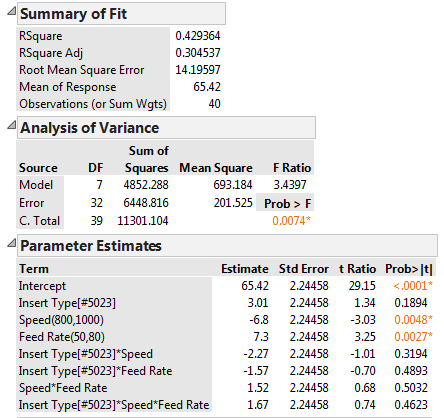 Summary of Fit
RSquare 0.429364
RSquare Adj 0.304537
Root Mean Square Error 14.19597
Mean of Response 65.42
Observations (or Sum Wgts) 40
Analysis of Variance
Sum of
Source DF Squares Mean Square F Ratio
Model 7 4852.288 693.184 3.4397
Error 32 6448.816 201.525 Prob > F
C. Total 39 11301.104 0.0074*
Parameter Estimates
Term Estimate Std Error t Ratio Prob>|t|
Intercept 65.42 2.24458 29.15 <.0001*
Insert Type[#5023] 3.01 2.24458 1.34 0.1894
Speed(800,1000) -6.8 2.24458 -3.03 0.0048*
Feed Rate(50,80) 7.3 2.24458 3.25 0.0027*
Insert Type[#5023]*Speed -2.27 2.24458 -1.01 0.3194
Insert Type[#5023]*Feed Rate -1.57 2.24458 -0.70 0.4893
Speed*Feed Rate 1.52 2.24458 0.68 0.5032
Insert Type[#5023]*Speed*Feed Rate 1.67 2.24458 0.74 0.4623